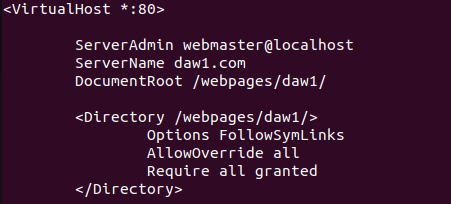 <VirtualHost *:80>
ServerAdmin webmaster@localhost
ServerName daw1.com
DocumentRoot /webpages/daw1/
<Directory /webpages/daw1/>
Options FollowSymLinks
AllowOverride all
Require all granted
</Directory>